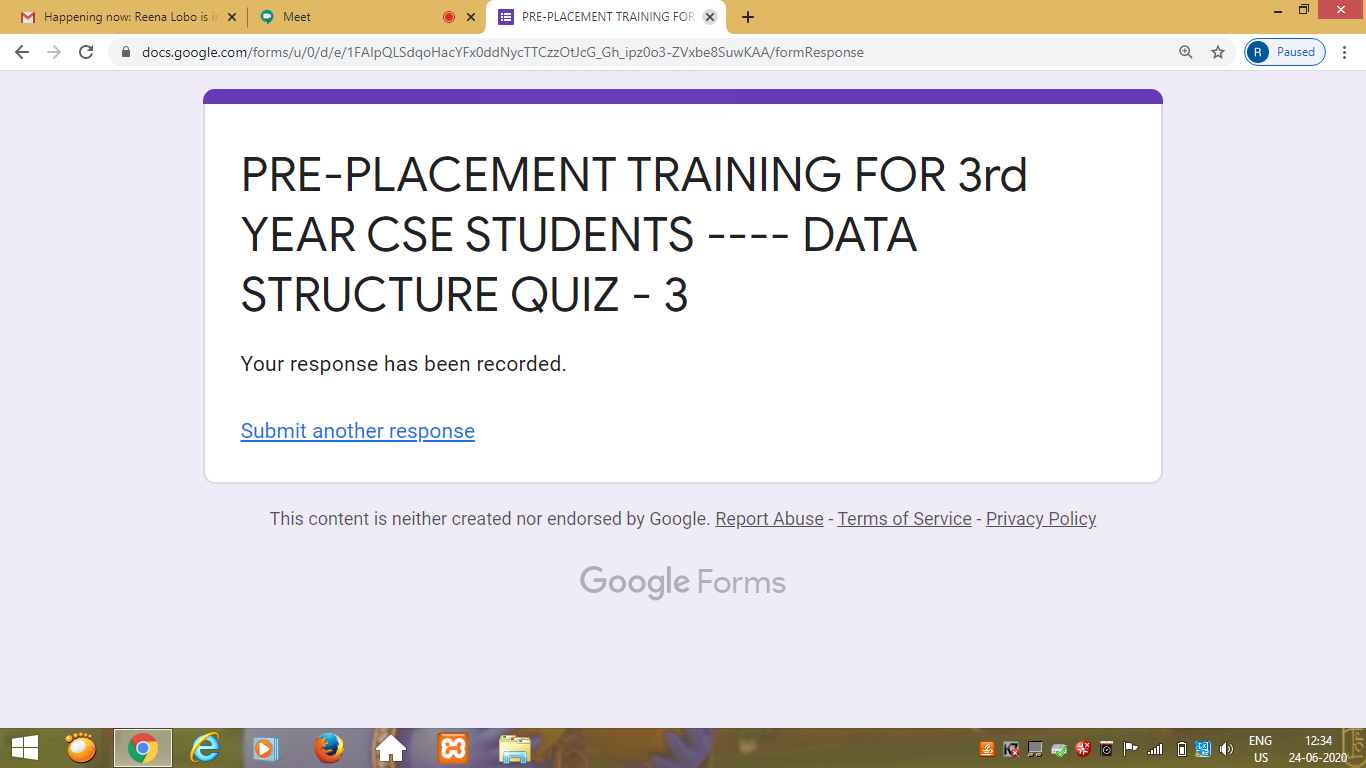 Happening now: Reena Lobo is in
Meet
PRE-PLACEMENT TRAINING FOR
docs.google.com/forms/u/0/d/e/1FAIpQLSdqoHacYFx0ddNycTTCzzOtJcG_Gh_ipz0o3-ZVxbe8SuwKAA/formResponse
R
Paused
PRE-PLACEMENT TRAINING FOR 3rd
YEAR CSE STUDENTS ---- DATA
STRUCTURE QUIZ - 3
Your response has been recorded.
Submit another response
This content is neither created nor endorsed by Google. Report Abuse - Terms of Service - Privacy Policy
Google Forms
ENG
US
12:34
24-06-2020